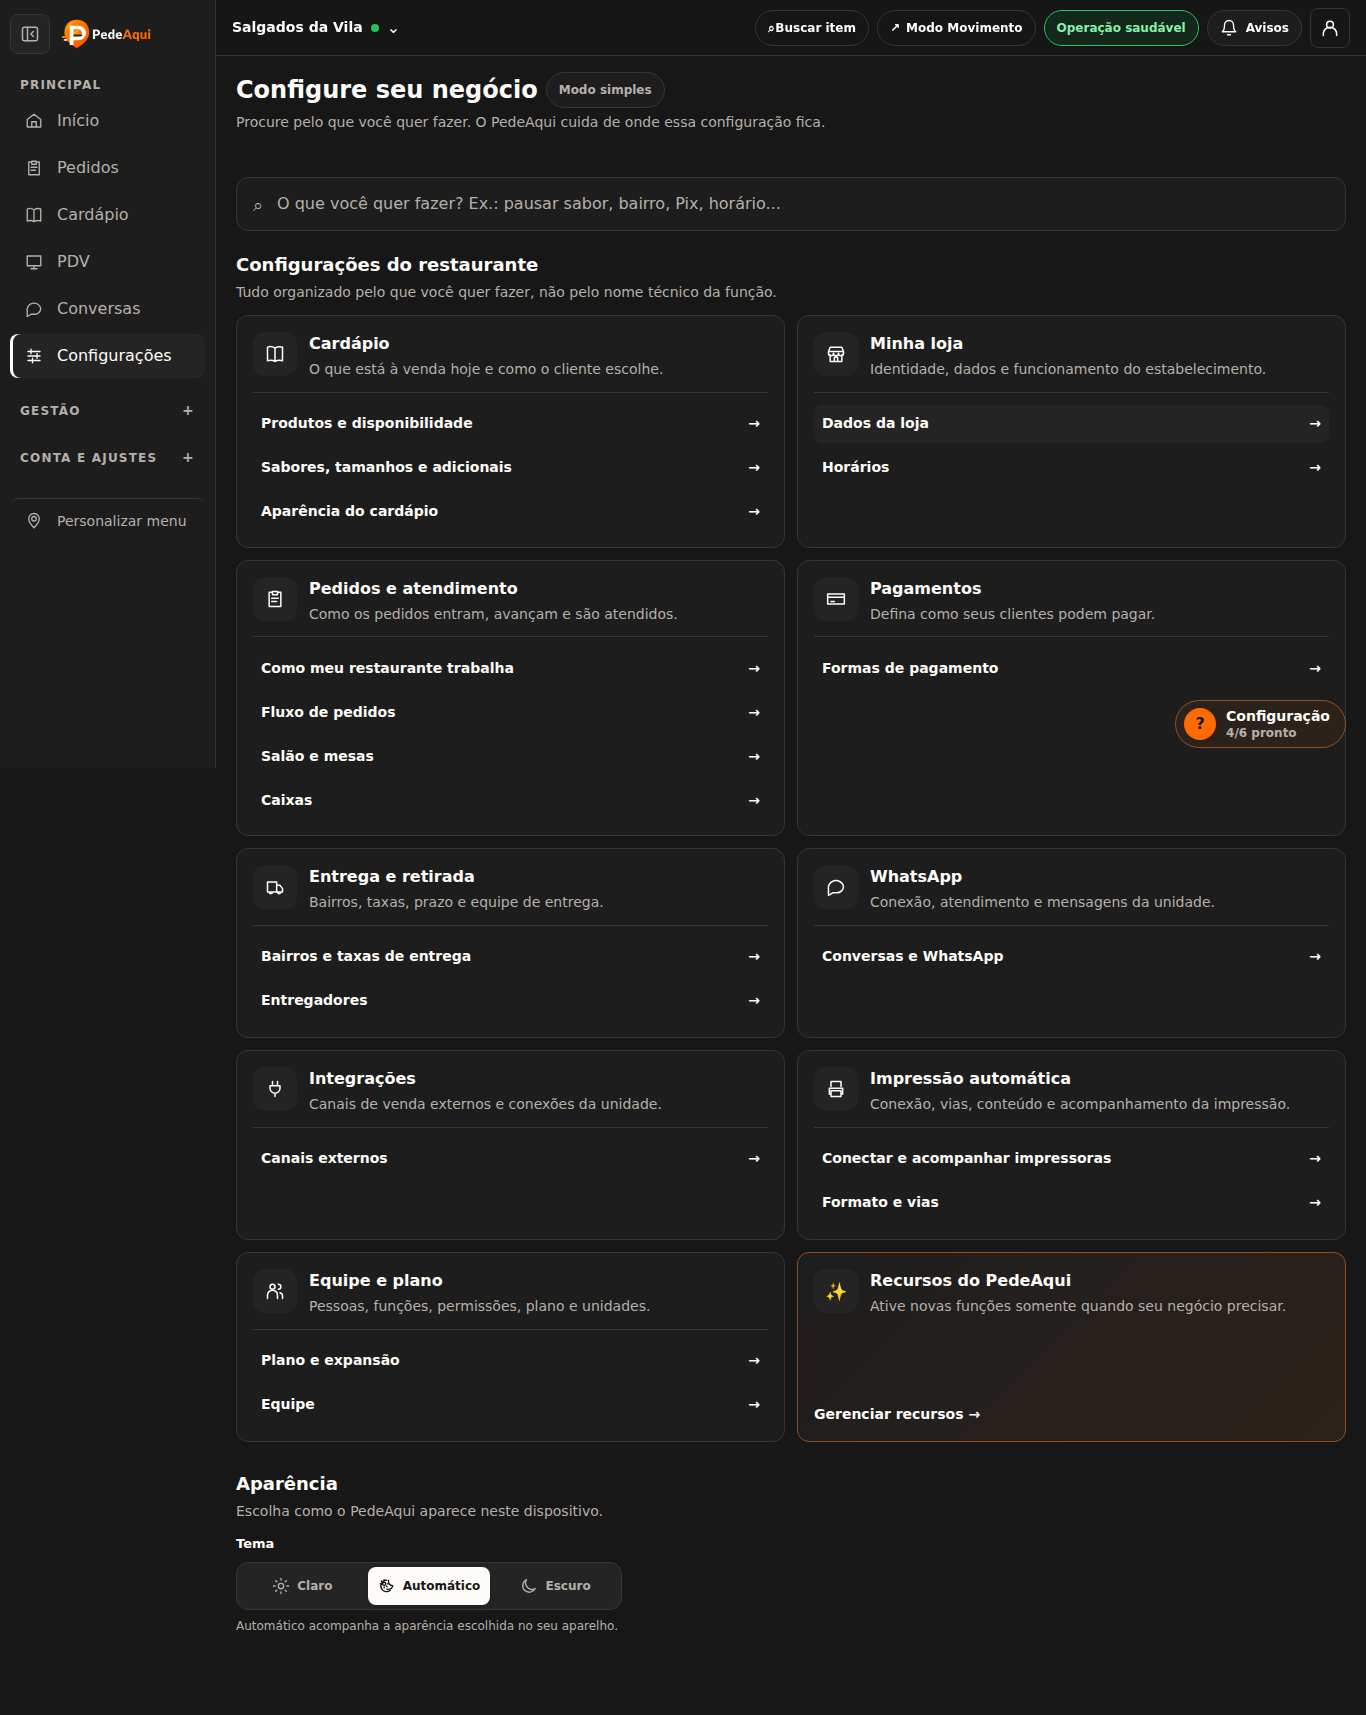 PedeAqui
PRINCIPAL
Início
Pedidos
Cardápio
PDV
Conversas
Configurações
GESTÃO +
CONTA E AJUSTES +
Personalizar menu
Salgados da Vila
Buscar item
↗ Modo Movimento
Operação saudável
Avisos
Configure seu negócio
Modo simples
Procure pelo que você quer fazer. O PedeAqui cuida de onde essa configuração fica.
O que você quer fazer? Ex.: pausar sabor, bairro, Pix, horário...
Configurações do restaurante
Tudo organizado pelo que você quer fazer, não pelo nome técnico da função.
Cardápio
O que está à venda hoje e como o cliente escolhe.
Produtos e disponibilidade →
Sabores, tamanhos e adicionais →
Aparência do cardápio →
Minha loja
Identidade, dados e funcionamento do estabelecimento.
Dados da loja →
Horários →
Pedidos e atendimento
Como os pedidos entram, avançam e são atendidos.
Como meu restaurante trabalha →
Fluxo de pedidos →
Salão e mesas →
Caixas →
Pagamentos
Defina como seus clientes podem pagar.
Formas de pagamento →
?
Configuração
4/6 pronto
Entrega e retirada
Bairros, taxas, prazo e equipe de entrega.
Bairros e taxas de entrega →
Entregadores →
WhatsApp
Conexão, atendimento e mensagens da unidade.
Conversas e WhatsApp →
Integrações
Canais de venda externos e conexões da unidade.
Canais externos →
Impressão automática
Conexão, vias, conteúdo e acompanhamento da impressão.
Conectar e acompanhar impressoras →
Formato e vias →
Equipe e plano
Pessoas, funções, permissões, plano e unidades.
Plano e expansão →
Equipe →
Recursos do PedeAqui
Ative novas funções somente quando seu negócio precisar.
Gerenciar recursos →
Aparência
Escolha como o PedeAqui aparece neste dispositivo.
Tema
Claro
Automático
Escuro
Automático acompanha a aparência escolhida no seu aparelho.